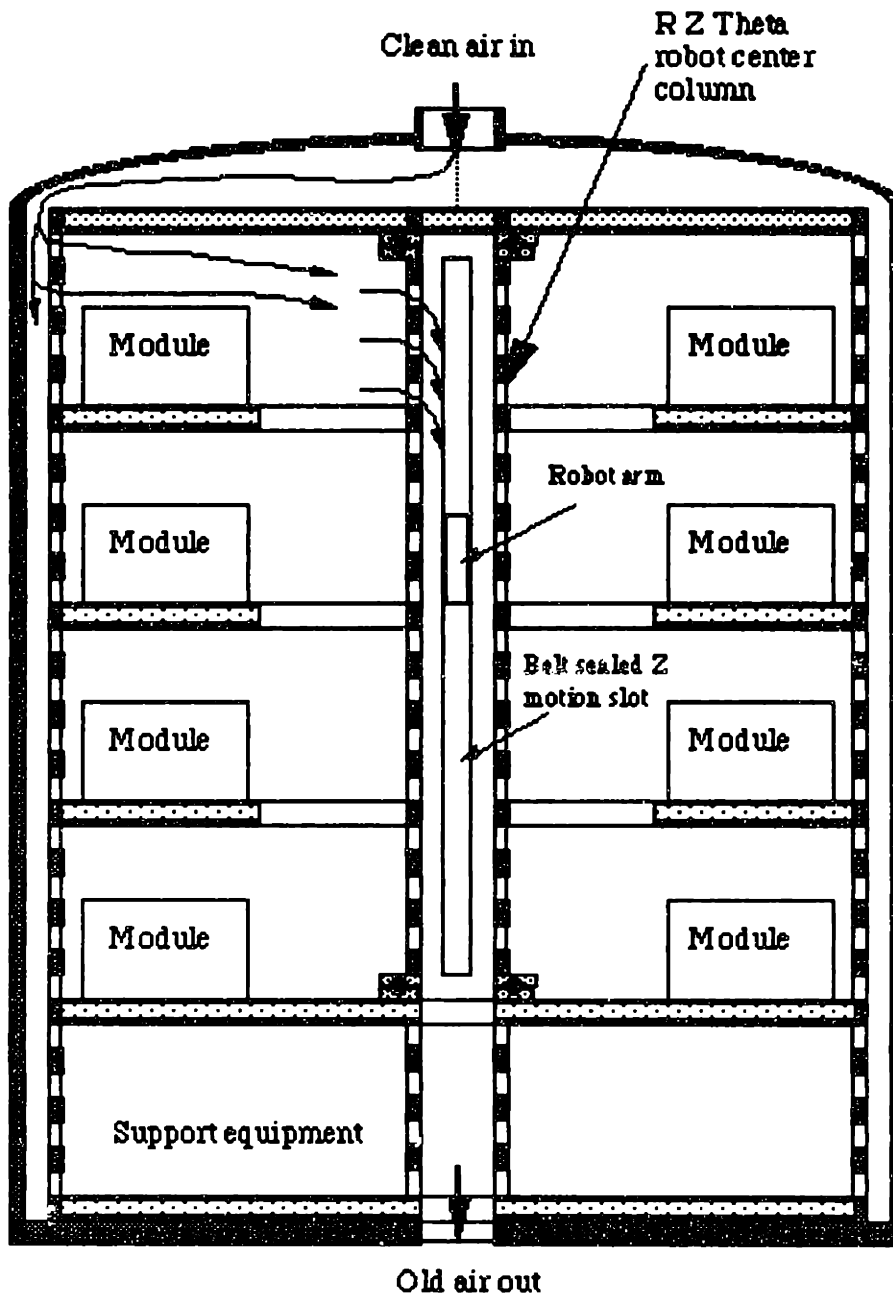 Clean air in
R Z Theta
robot center
column
Module
Module
Robot arm
Module
Module
Belt sealed Z
motion slot
Module
Module
Module
Module
Support equipment
Old air out